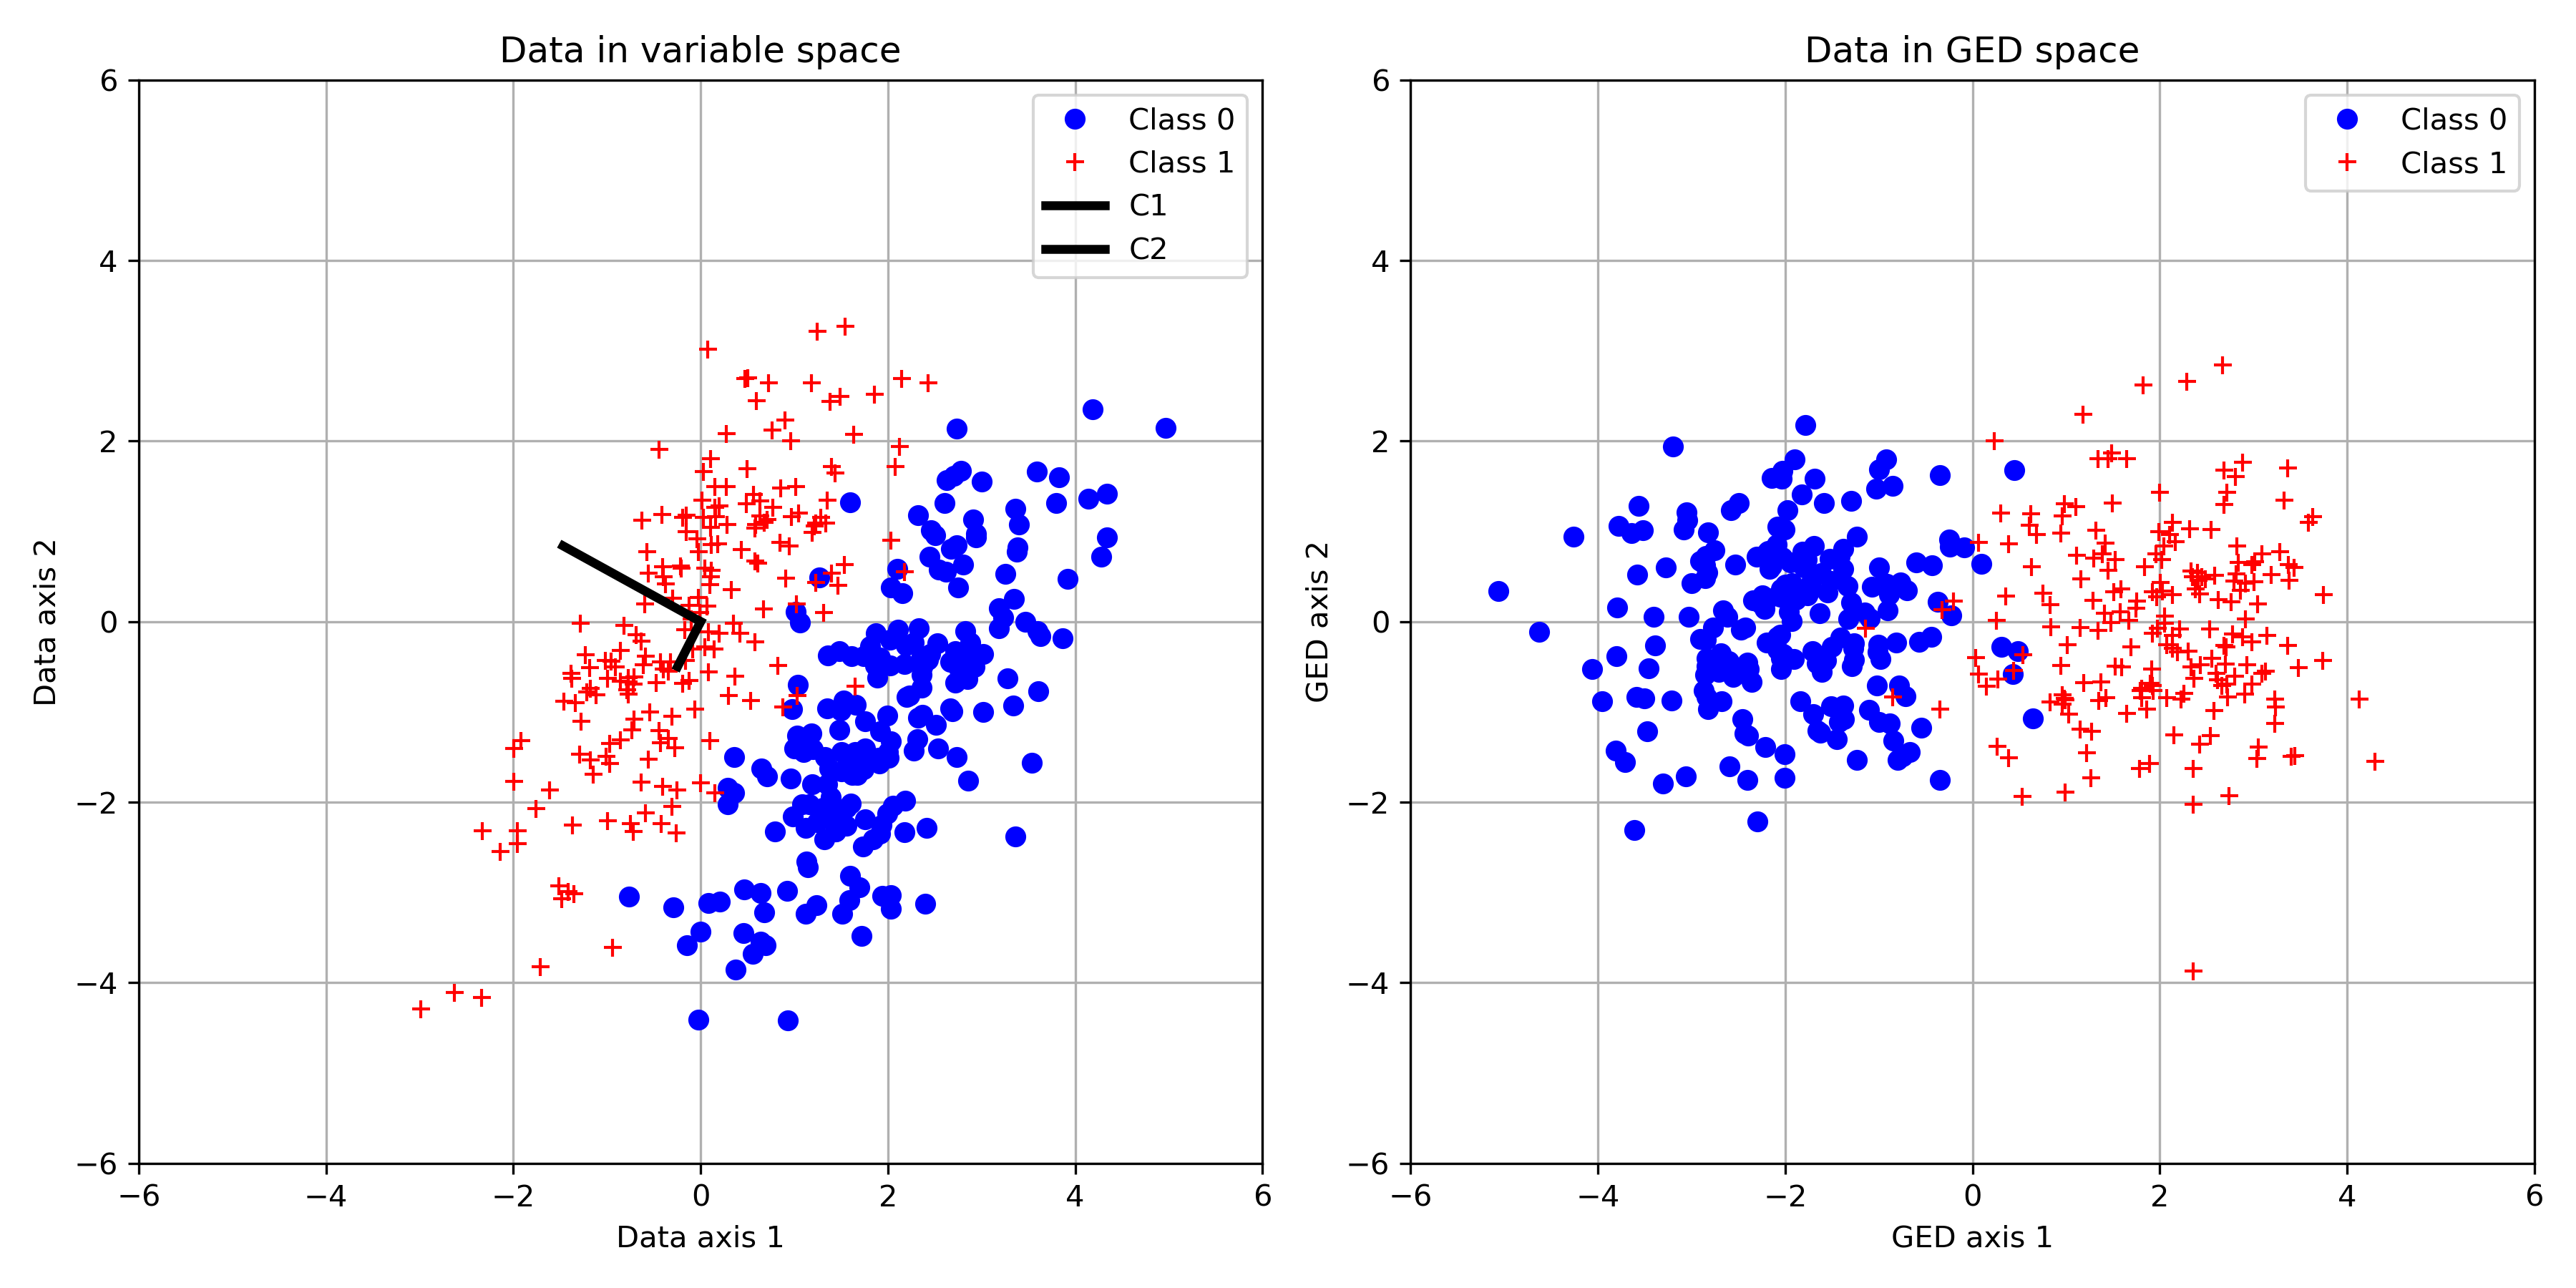 Data in variable space
6
4
2
0
−2
−4
−6
−6
−4
−2
0
2
4
6
Data axis 1
Data axis 2
Class 0
Class 1
C1
C2
Data in GED space
6
4
2
0
−2
−4
−6
−6
−4
−2
0
2
4
6
GED axis 1
GED axis 2
Class 0
Class 1